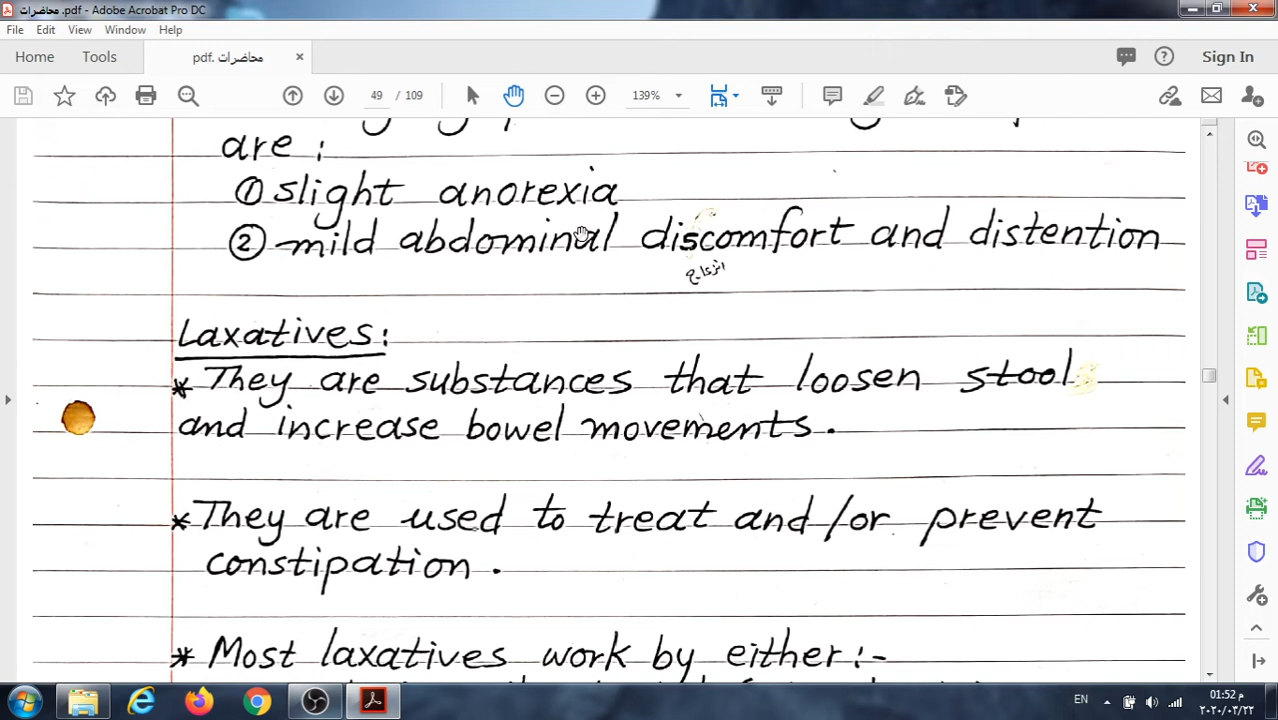 محاضرات .pdf - Adobe Acrobat Pro DC
File Edit View Window Help
Home Tools محاضرات .pdf × Sign In
49 / 109 139%
are :
① slight anorexia
② mild abdominal discomfort and distention
انزعاج
Laxatives:
* They are substances that loosen stool
and increase bowel movements .
* They are used to treat and /or prevent
constipation .
* Most laxatives work by either :-
EN 01:52 م
٢٠٢٠/٠٣/٢٢